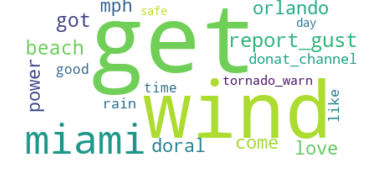 mph safe orlando
got day
get report_gust
beach donat_channel
good tornado_warn
power time
rain wind like
miami doral come love